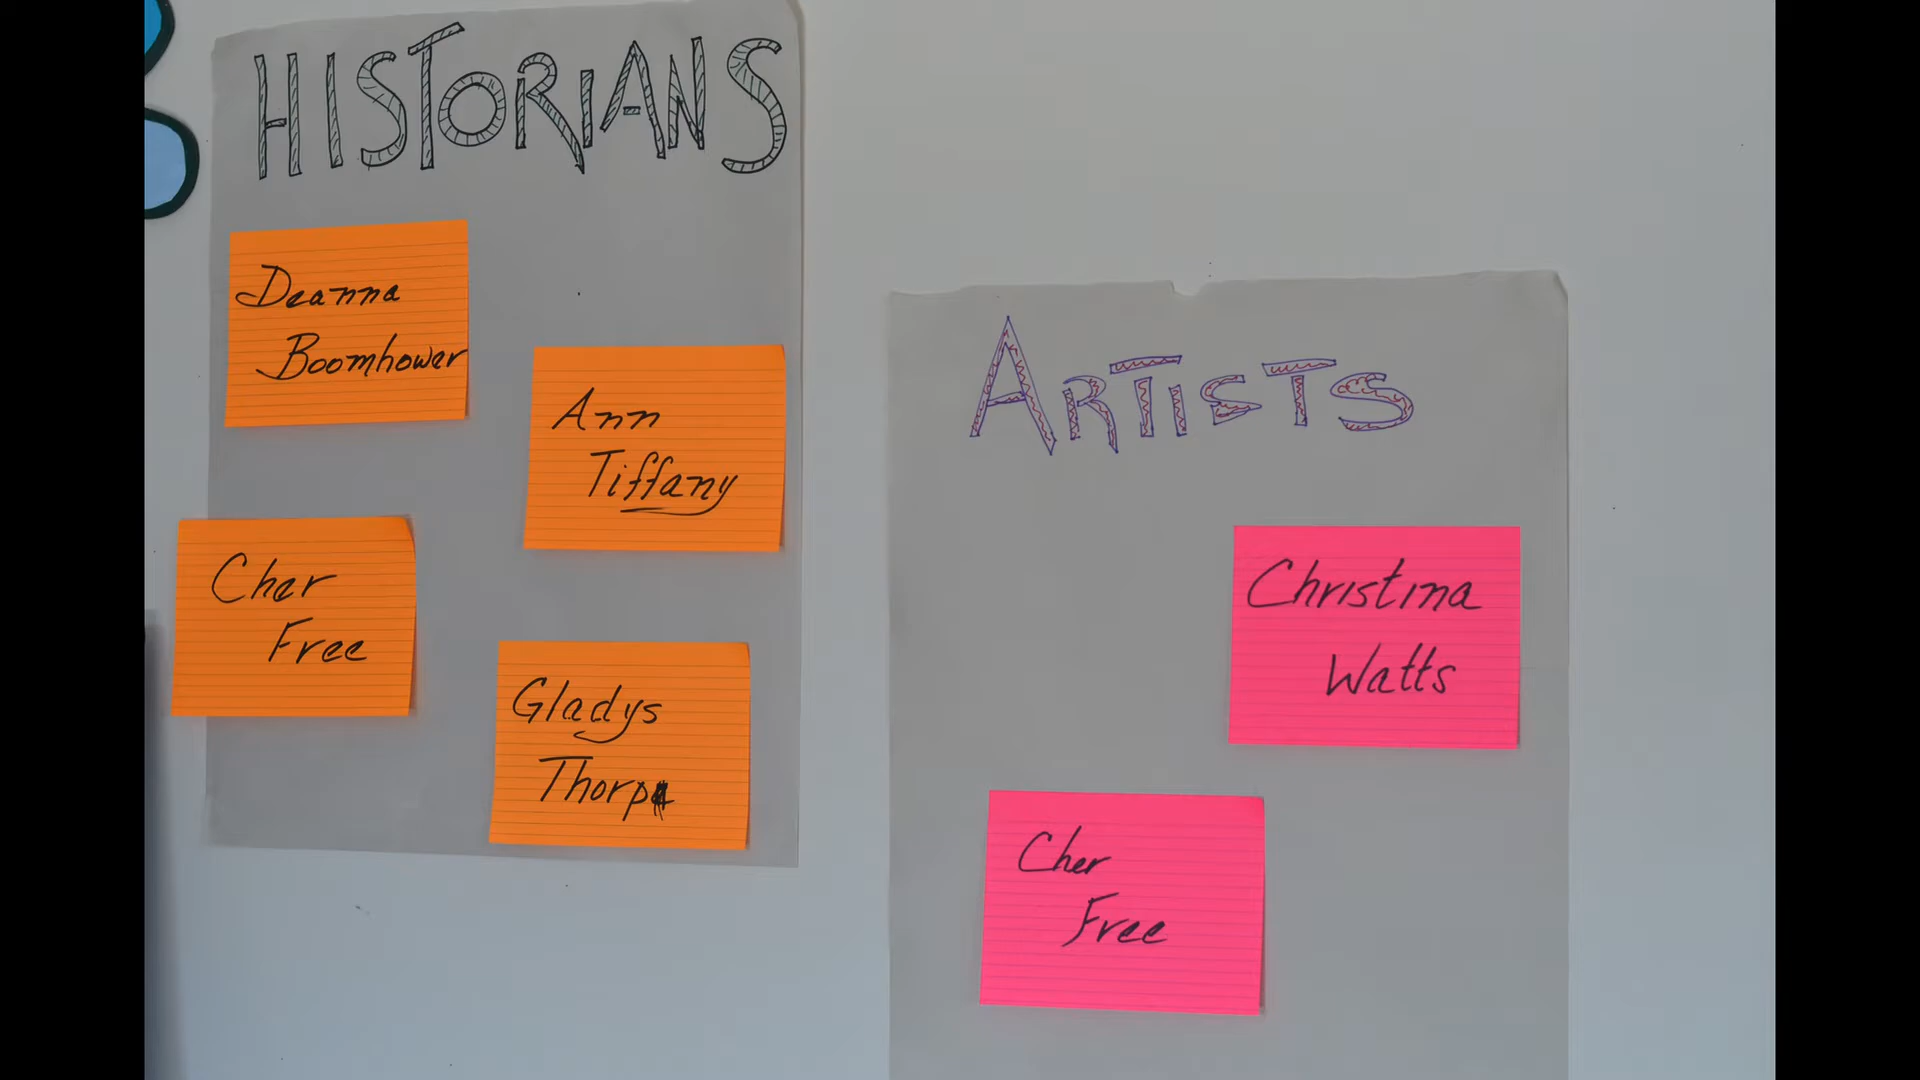 HISTORIANS
Deanna
Boomhower
Ann
Tiffany
Cher
Free
Gladys
Thorpe
ARTISTS
Christina
Watts
Cher
Free